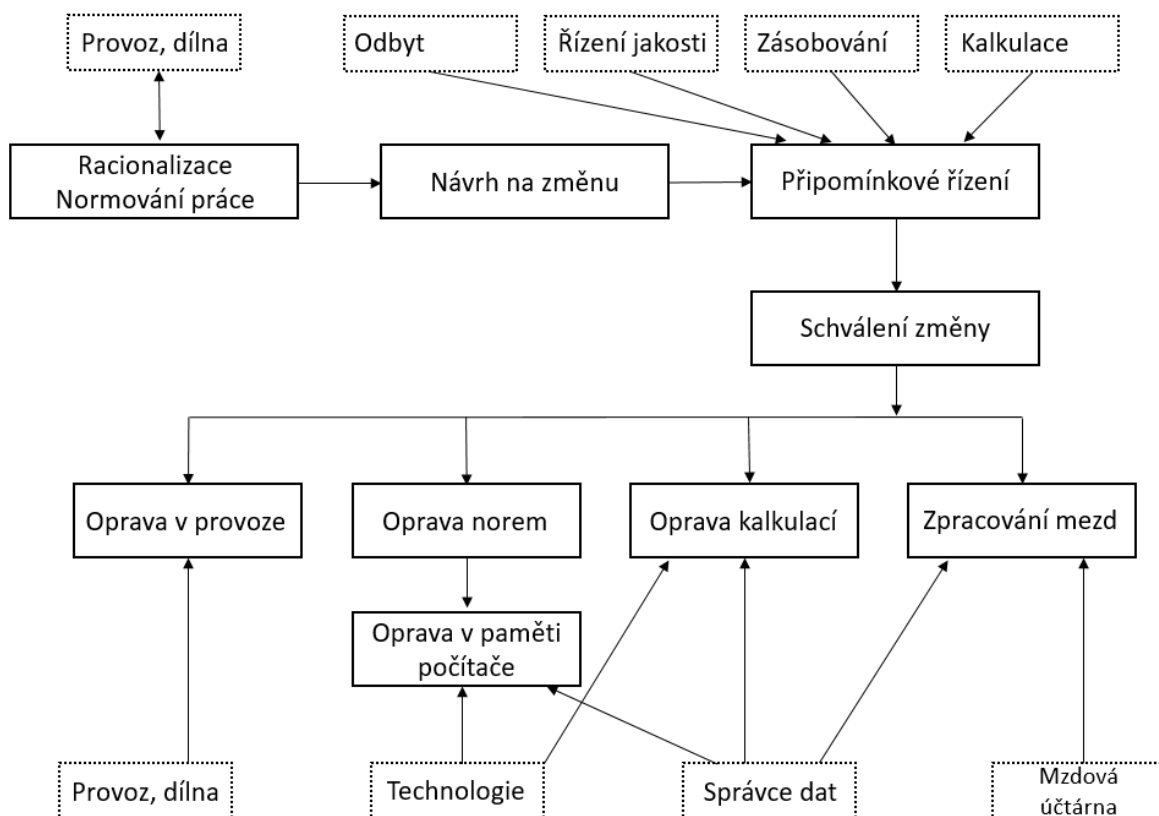 Provoz, dílna
Odbyt
Řízení jakosti
Zásobování
Kalkulace
Racionalizace
Normování práce
Návrh na změnu
Připomínkové řízení
Schválení změny
Oprava v provoze
Oprava norem
Oprava kalkulací
Zpracování mezd
Oprava v paměti
počítače
Provoz, dílna
Technologie
Správce dat
Mzdová
účtárna